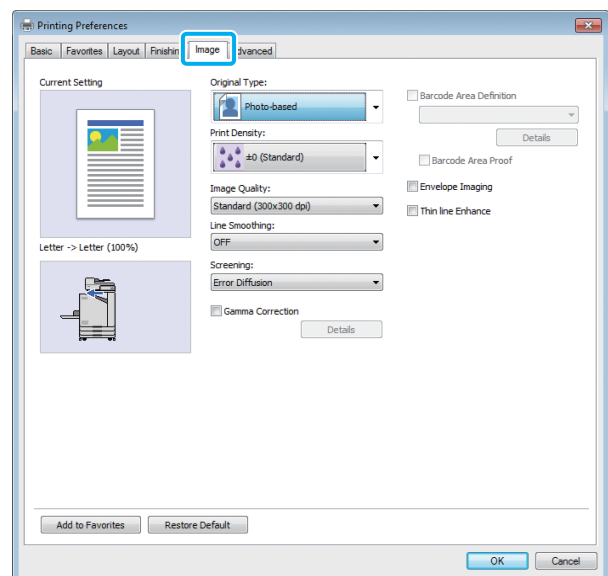 Printing Preferences
Basic Favorites Layout Finishin Image dvanced
Current Setting
Letter -> Letter (100%)
Original Type:
Photo-based
Print Density:
±0 (Standard)
Image Quality:
Standard (300x300 dpi)
Line Smoothing:
OFF
Screening:
Error Diffusion
Gamma Correction
Details
Barcode Area Definition
Details
Barcode Area Proof
Envelope Imaging
Thin line Enhance
Add to Favorites Restore Default
OK Cancel